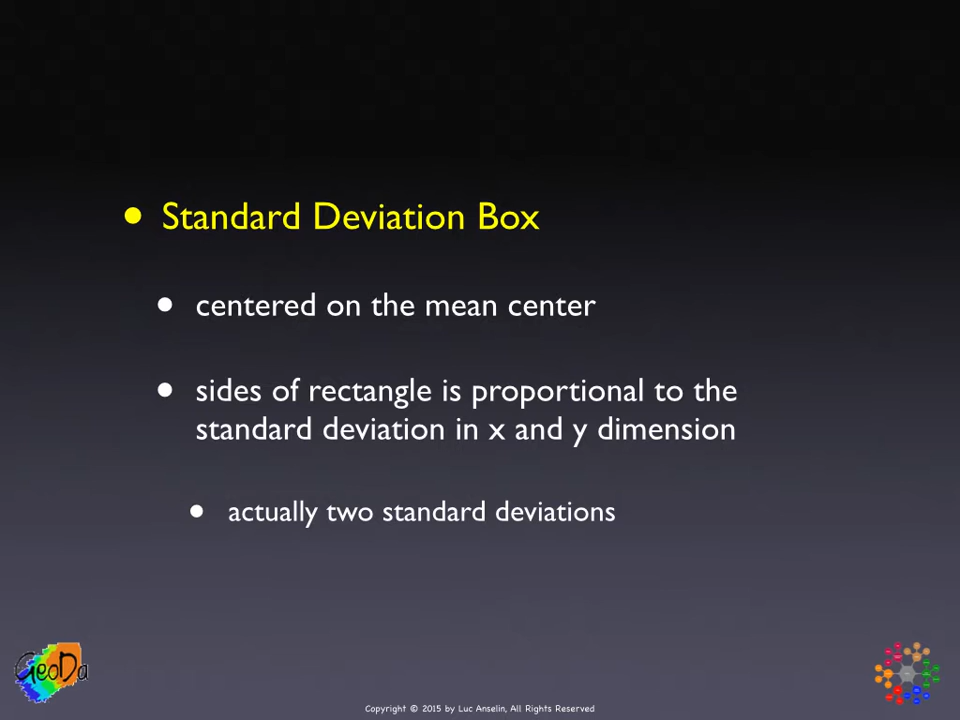 • Standard Deviation Box
• centered on the mean center
• sides of rectangle is proportional to the
standard deviation in x and y dimension
• actually two standard deviations
GeoDa
Copyright © 2015 by Luc Anselin, All Rights Reserved